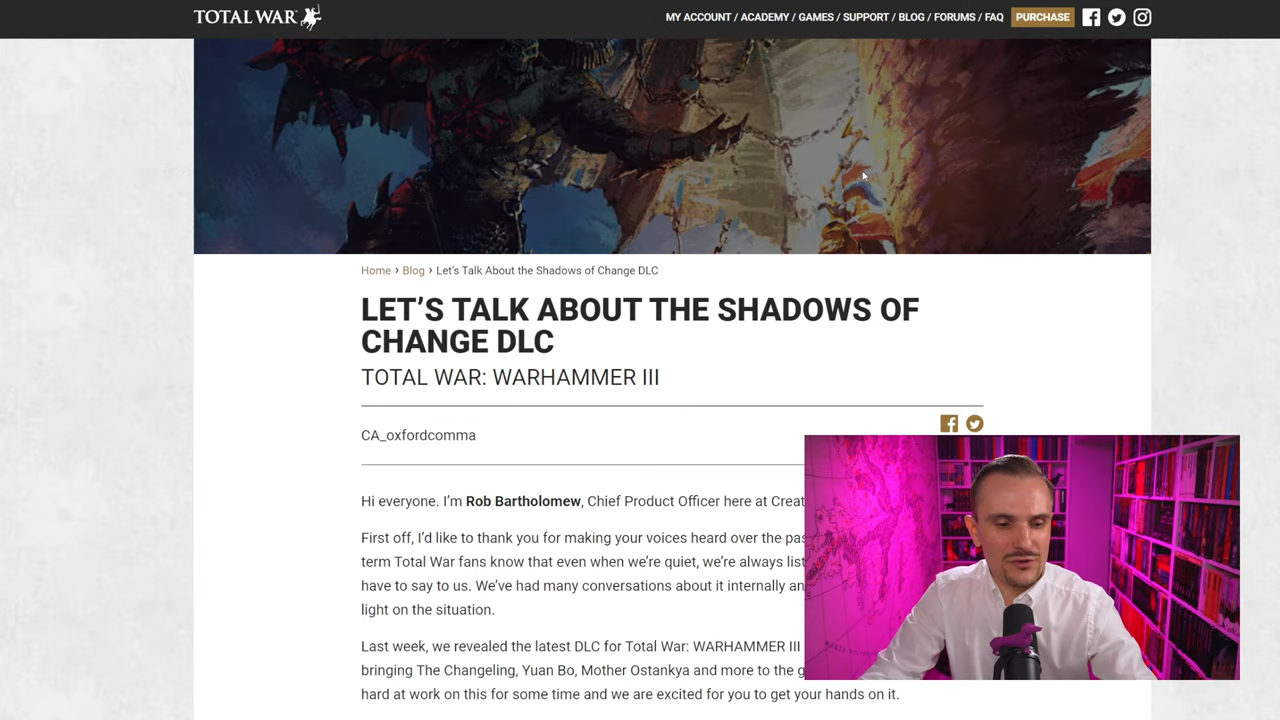 TOTAL WAR
MY ACCOUNT / ACADEMY / GAMES / SUPPORT / BLOG / FORUMS / FAQ PURCHASE
Home › Blog › Let's Talk About the Shadows of Change DLC
LET'S TALK ABOUT THE SHADOWS OF
CHANGE DLC
TOTAL WAR: WARHAMMER III
CA_oxfordcomma
Hi everyone. I'm Rob Bartholomew, Chief Product Officer here at Creat
First off, I'd like to thank you for making your voices heard over the pas
term Total War fans know that even when we're quiet, we're always list
have to say to us. We've had many conversations about it internally an
light on the situation.
Last week, we revealed the latest DLC for Total War: WARHAMMER III
bringing The Changeling, Yuan Bo, Mother Ostankya and more to the g
hard at work on this for some time and we are excited for you to get your hands on it.